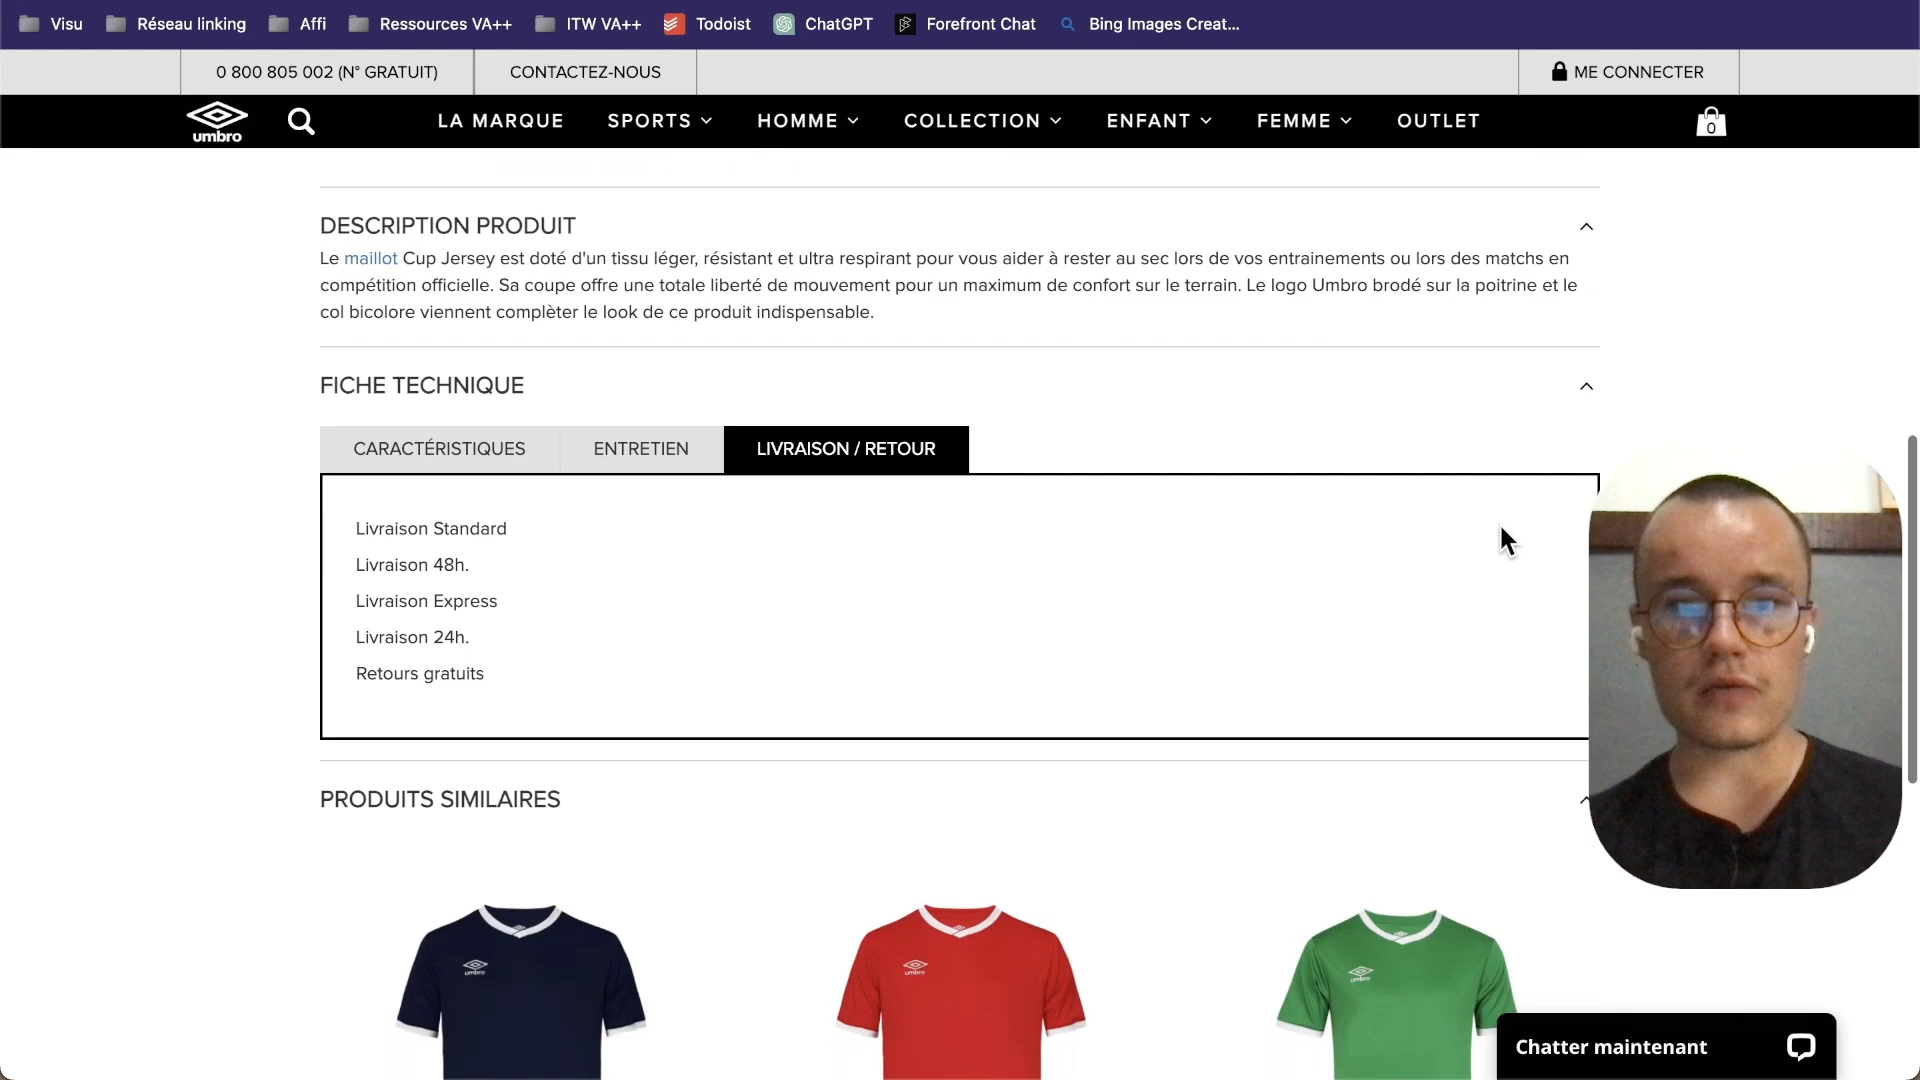 Visu Réseau linking Affi Ressources VA++ ITW VA++ Todoist ChatGPT Forefront Chat Bing Images Creat...
0 800 805 002 (N° GRATUIT) CONTACTEZ-NOUS ME CONNECTER
umbro LA MARQUE SPORTS HOMME COLLECTION ENFANT FEMME OUTLET 0
DESCRIPTION PRODUIT
Le maillot Cup Jersey est doté d'un tissu léger, résistant et ultra respirant pour vous aider à rester au sec lors de vos entrainements ou lors des matchs en
compétition officielle. Sa coupe offre une totale liberté de mouvement pour un maximum de confort sur le terrain. Le logo Umbro brodé sur la poitrine et le
col bicolore viennent complèter le look de ce produit indispensable.
FICHE TECHNIQUE
CARACTÉRISTIQUES ENTRETIEN LIVRAISON / RETOUR
Livraison Standard
Livraison 48h.
Livraison Express
Livraison 24h.
Retours gratuits
PRODUITS SIMILAIRES
umbro umbro umbro
Chatter maintenant